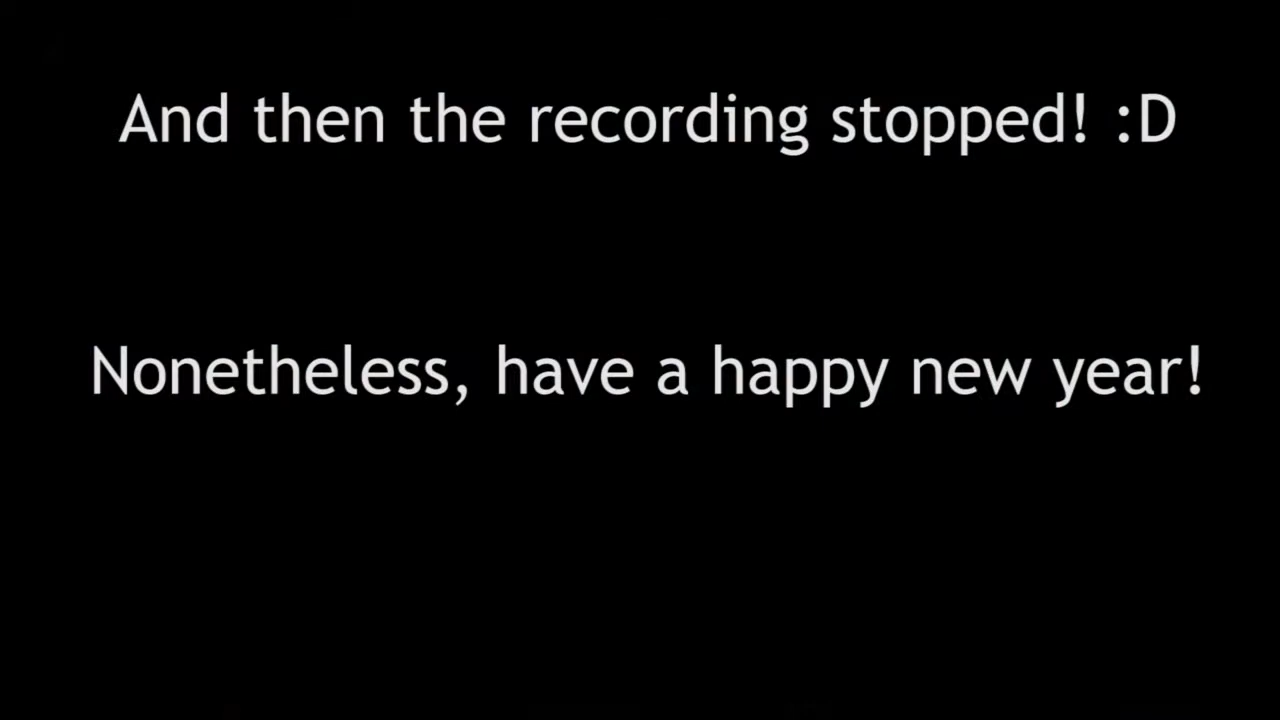 And then the recording stopped! :D
Nonetheless, have a happy new year!